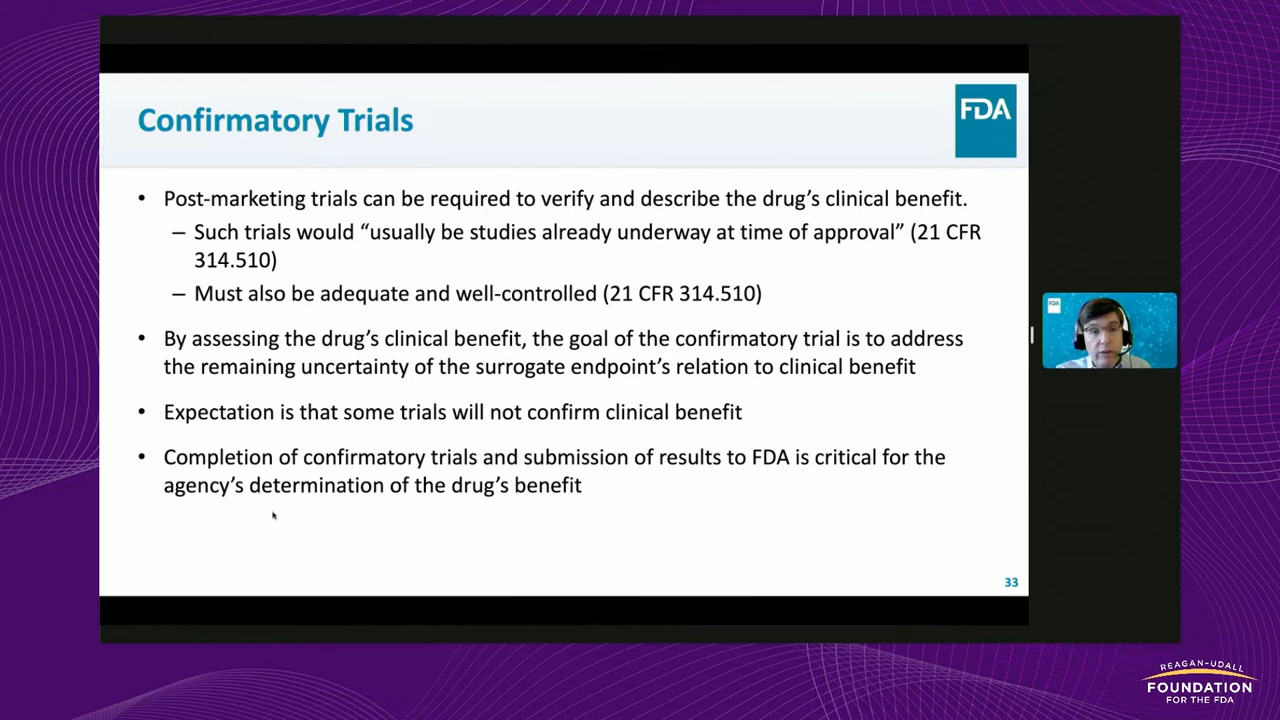 Confirmatory Trials
FDA
• Post-marketing trials can be required to verify and describe the drug’s clinical benefit.
– Such trials would “usually be studies already underway at time of approval” (21 CFR
314.510)
– Must also be adequate and well-controlled (21 CFR 314.510)
• By assessing the drug’s clinical benefit, the goal of the confirmatory trial is to address
the remaining uncertainty of the surrogate endpoint’s relation to clinical benefit
• Expectation is that some trials will not confirm clinical benefit
• Completion of confirmatory trials and submission of results to FDA is critical for the
agency’s determination of the drug’s benefit
33
FDA
REAGAN-UDALL
FOUNDATION
FOR THE FDA